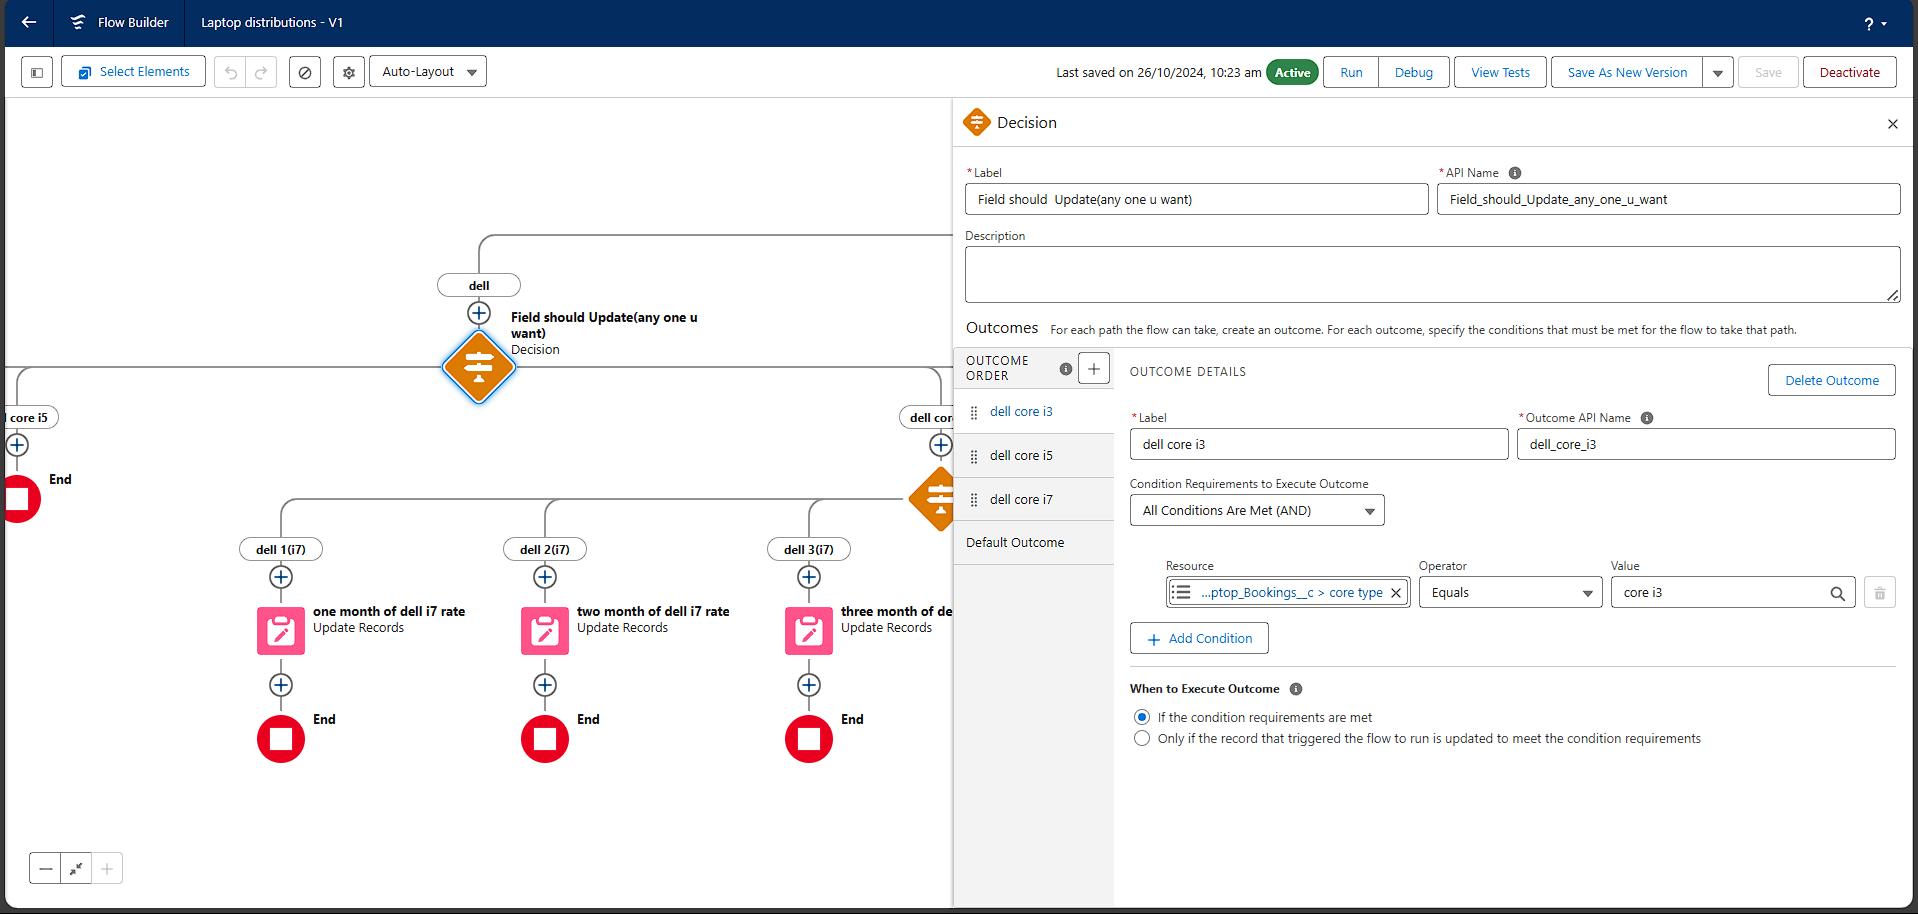 Flow Builder
Laptop distributions - V1
?
Select Elements
Auto-Layout
Last saved on 26/10/2024, 10:23 am
Active
Run
Debug
View Tests
Save As New Version
Save
Deactivate
dell
Field should Update(any one u
want)
Decision
core i5
End
dell cor
dell 1(i7)
dell 2(i7)
dell 3(i7)
one month of dell i7 rate
Update Records
two month of dell i7 rate
Update Records
three month of de
Update Records
End
End
End
Decision
* Label
Field should  Update(any one u want)
* API Name
Field_should_Update_any_one_u_want
Description
Outcomes
For each path the flow can take, create an outcome. For each outcome, specify the conditions that must be met for the flow to take that path.
OUTCOME
ORDER
dell core i3
dell core i5
dell core i7
Default Outcome
OUTCOME DETAILS
Delete Outcome
* Label
dell core i3
* Outcome API Name
dell_core_i3
Condition Requirements to Execute Outcome
All Conditions Are Met (AND)
Resource
...ptop_Bookings__c > core type
Operator
Equals
Value
core i3
Add Condition
When to Execute Outcome
If the condition requirements are met
Only if the record that triggered the flow to run is updated to meet the condition requirements